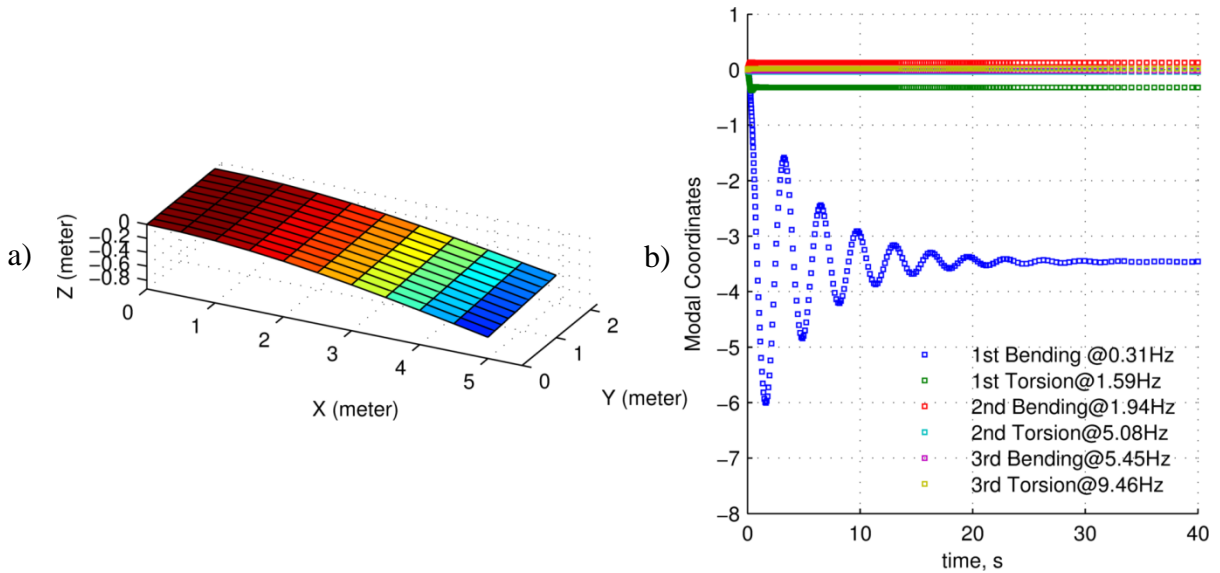 a)
0
−0.2
−0.4
−0.6
−0.8
Z (meter)
0
1
2
3
4
5
X (meter)
0
1
2
Y (meter)
b)
1
0
−1
−2
−3
−4
−5
−6
−7
−8
Modal Coordinates
0
10
20
30
40
time, s
1st Bending @0.31Hz
1st Torsion@1.59Hz
2nd Bending@1.94Hz
2nd Torsion@5.08Hz
3rd Bending@5.45Hz
3rd Torsion@9.46Hz